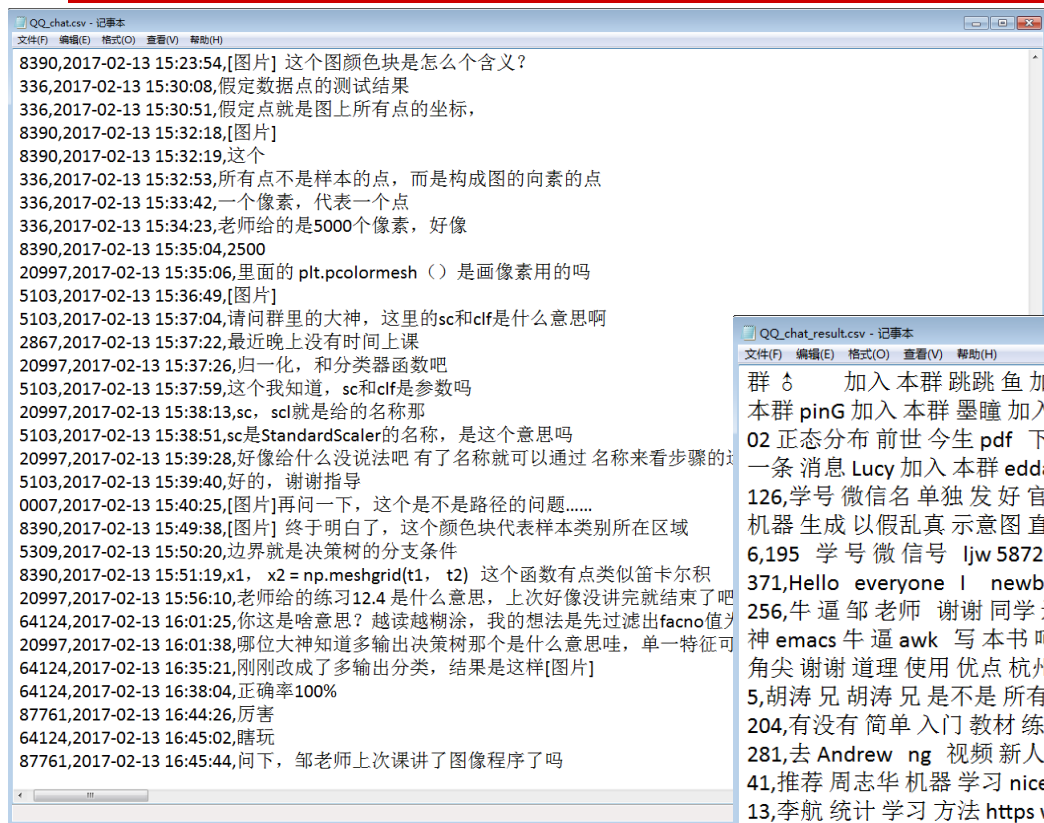 QQ_chat.csv - 记事本
文件(F) 编辑(E) 格式(O) 查看(V) 帮助(H)
8390,2017-02-13 15:23:54,[图片] 这个图颜色块是怎么个含义?
336,2017-02-13 15:30:08,假定数据点的测试结果
336,2017-02-13 15:30:51,假定点就是图上所有点的坐标，
8390,2017-02-13 15:32:18,[图片]
8390,2017-02-13 15:32:19,这个
336,2017-02-13 15:32:53,所有点不是样本的点，而是构成图的向素的点
336,2017-02-13 15:33:42,一个像素，代表一个点
336,2017-02-13 15:34:23,老师给的是5000个像素，好像
8390,2017-02-13 15:35:04,2500
20997,2017-02-13 15:35:06,里面的 plt.pcolormesh（）是画像素用的吗
5103,2017-02-13 15:36:49,[图片]
5103,2017-02-13 15:37:04,请问群里的大神，这里的sc和clf是什么意思啊
2867,2017-02-13 15:37:22,最近晚上没有时间上课
20997,2017-02-13 15:37:26,归一化，和分类器函数吧
5103,2017-02-13 15:37:59,这个我知道，sc和clf是参数吗
20997,2017-02-13 15:38:13,sc，scl就是给的名称那
5103,2017-02-13 15:38:51,sc是StandardScaler的名称，是这个意思吗
20997,2017-02-13 15:39:28,好像给什么没说法吧 有了名称就可以通过 名称来看步骤的
5103,2017-02-13 15:39:40,好的，谢谢指导
0007,2017-02-13 15:40:25,[图片]再问一下，这个是不是路径的问题……
8390,2017-02-13 15:49:38,[图片] 终于明白了，这个颜色块代表样本类别所在区域
5309,2017-02-13 15:50:20,边界就是决策树的分支条件
8390,2017-02-13 15:51:19,x1， x2 = np.meshgrid(t1， t2) 这个函数有点类似笛卡尔积
20997,2017-02-13 15:56:10,老师给的练习12.4 是什么意思，上次好像没讲完就结束了吧
64124,2017-02-13 16:01:25,你这是啥意思？越读越糊涂，我的想法是先过滤出facno值为
20997,2017-02-13 16:01:38,哪位大神知道多输出决策树那个是什么意思哇，单一特征可
64124,2017-02-13 16:35:21,刚刚改成了多输出分类，结果是这样[图片]
64124,2017-02-13 16:38:04,正确率100%
87761,2017-02-13 16:44:26,厉害
64124,2017-02-13 16:45:02,瞎玩
87761,2017-02-13 16:45:44,问下，邹老师上次课讲了图像程序了吗
QQ_chat_result.csv - 记事本
文件(F) 编辑(E) 格式(O) 查看(V) 帮助(H)
群 ♂ 加入 本群 跳跳 鱼 加
本群 pinG 加入 本群 墨瞳 加入
02 正态分布 前世 今生 pdf 下
一条 消息 Lucy 加入 本群 edda
126,学号 微信名 单独 发 好 官
机器 生成 以假乱真 示意图 直
6,195 学 号 微 信号 ljw 5872
371,Hello everyone I newb
256,牛 逼 邹 老师 谢谢 同学
神 emacs 牛 逼 awk 写 本书
角尖 谢谢 道理 使用 优点 杭州
5,胡涛 兄 胡涛 兄 是不是 所有
204,有没有 简单 入门 教材 练
281,去 Andrew ng 视频 新人
41,推荐 周志华 机器 学习 nice
13,李航 统计 学习 方法 https